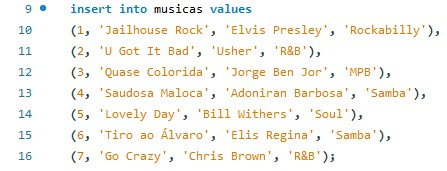 9 insert into musicas values
10 (1, 'Jailhouse Rock', 'Elvis Presley', 'Rockabilly'),
11 (2, 'U Got It Bad', 'Usher', 'R&B'),
12 (3, 'Quase Colorida', 'Jorge Ben Jor', 'MPB'),
13 (4, 'Saudosa Maloca', 'Adoniran Barbosa', 'Samba'),
14 (5, 'Lovely Day', 'Bill Withers', 'Soul'),
15 (6, 'Tiro ao Álvaro', 'Elis Regina', 'Samba'),
16 (7, 'Go Crazy', 'Chris Brown', 'R&B');